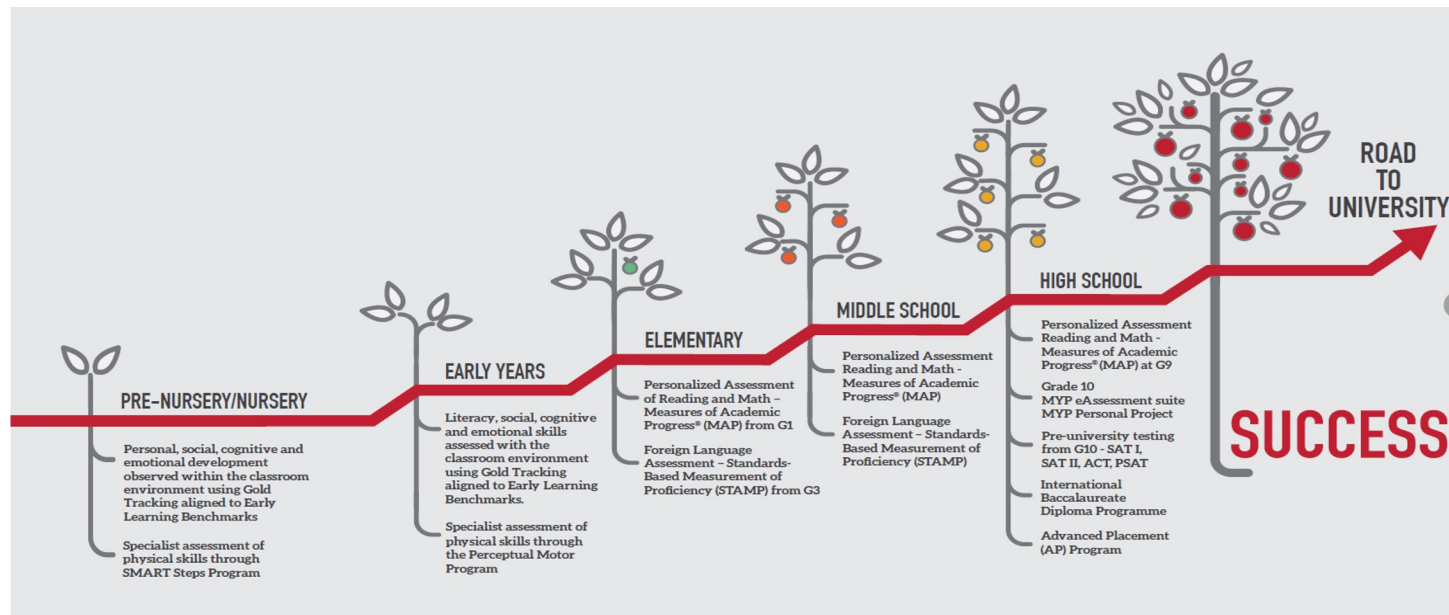 PRE-NURSERY/NURSERY
Personal, social, cognitive and
emotional development
observed within the classroom
environment using Gold
Tracking aligned to Early
Learning Benchmarks
Specialist assessment of
physical skills through
SMART Steps Program
EARLY YEARS
Literacy, social, cognitive
and emotional skills
assessed with the
classroom environment
using Gold Tracking
aligned to Early Learning
Benchmarks.
Specialist assessment of
physical skills through
the Perceptual Motor
Program
ELEMENTARY
Personalized Assessment
of Reading and Math –
Measures of Academic
Progress® (MAP) from G1
Foreign Language
Assessment – Standards-
Based Measurement of
Proficiency (STAMP) from G3
MIDDLE SCHOOL
Personalized Assessment
Reading and Math -
Measures of Academic
Progress® (MAP)
Foreign Language
Assessment – Standards-
Based Measurement of
Proficiency (STAMP)
HIGH SCHOOL
Personalized Assessment
Reading and Math -
Measures of Academic
Progress® (MAP) at G9
Grade 10
MYP eAssessment suite
MYP Personal Project
Pre-university testing
from G10 - SAT I,
SAT II, ACT, PSAT
International
Baccalaureate
Diploma Programme
Advanced Placement
(AP) Program
ROAD
TO
UNIVERSITY
SUCCESS